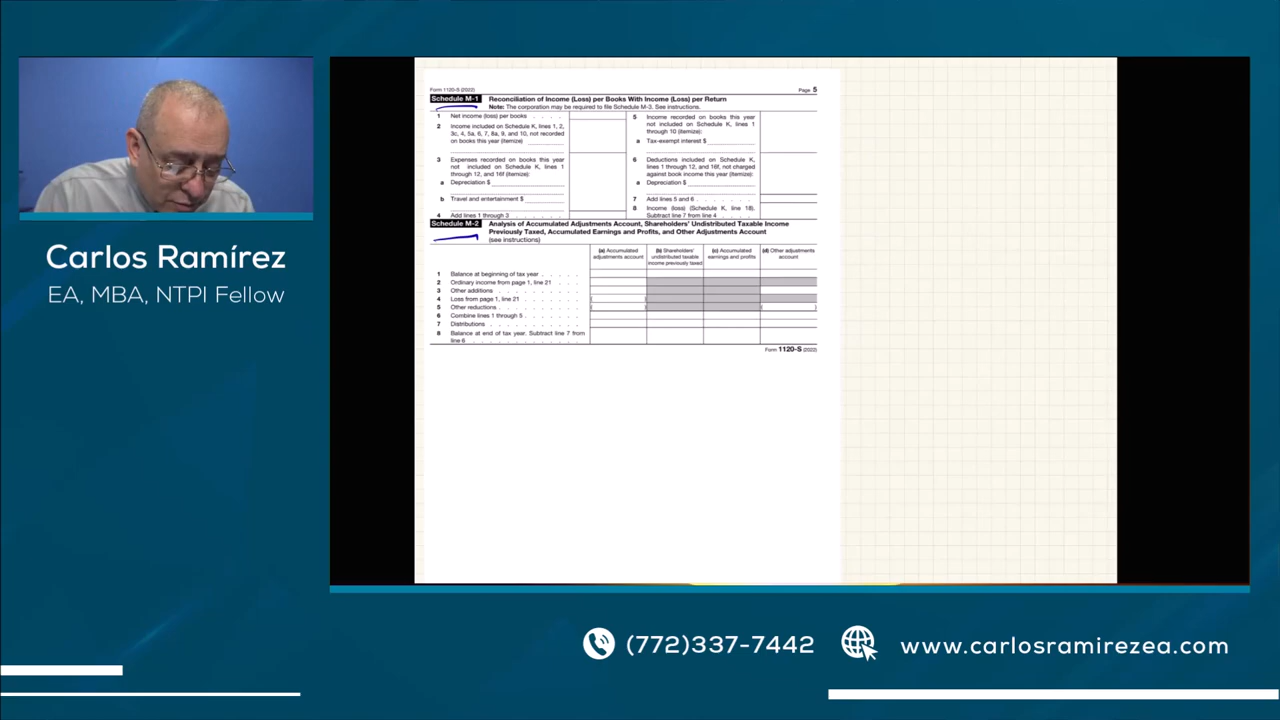 Carlos Ramírez
EA, MBA, NTPI Fellow
Form 1120-S (2022)
Page 5
Schedule M-1 Reconciliation of Income (Loss) per Books With Income (Loss) per Return
Note: The corporation may be required to file Schedule M-3. See instructions.
1 Net income (loss) per books . . . .
2 Income included on Schedule K, lines 1, 2,
3c, 4, 5a, 6, 7, 8a, 9, and 10, not recorded
on books this year (itemize)
3 Expenses recorded on books this year
not included on Schedule K, lines 1
through 12, and 16f (itemize):
a Depreciation $
b Travel and entertainment $
4 Add lines 1 through 3 . . . . . .
5 Income recorded on books this year
not included on Schedule K, lines 1
through 10 (itemize):
a Tax-exempt interest $
6 Deductions included on Schedule K,
lines 1 through 12, and 16f, not charged
against book income this year (itemize):
a Depreciation $
7 Add lines 5 and 6 . . . . . .
8 Income (loss) (Schedule K, line 18).
Subtract line 7 from line 4 . . . .
Schedule M-2 Analysis of Accumulated Adjustments Account, Shareholders' Undistributed Taxable Income
Previously Taxed, Accumulated Earnings and Profits, and Other Adjustments Account
(see instructions)
(a) Accumulated
adjustments account
(b) Shareholders'
undistributed taxable
income previously taxed
(c) Accumulated
earnings and profits
(d) Other adjustments
account
1 Balance at beginning of tax year . . . . .
2 Ordinary income from page 1, line 21 . . .
3 Other additions . . . . . . . . . .
4 Loss from page 1, line 21 . . . . . . . ( )
5 Other reductions . . . . . . . . . . ( ) ( )
6 Combine lines 1 through 5 . . . . . . .
7 Distributions . . . . . . . . . . .
8 Balance at end of tax year. Subtract line 7 from
line 6 . . . . . . . . . . . . .
Form 1120-S (2022)
(772)337-7442
www.carlosramirezea.com